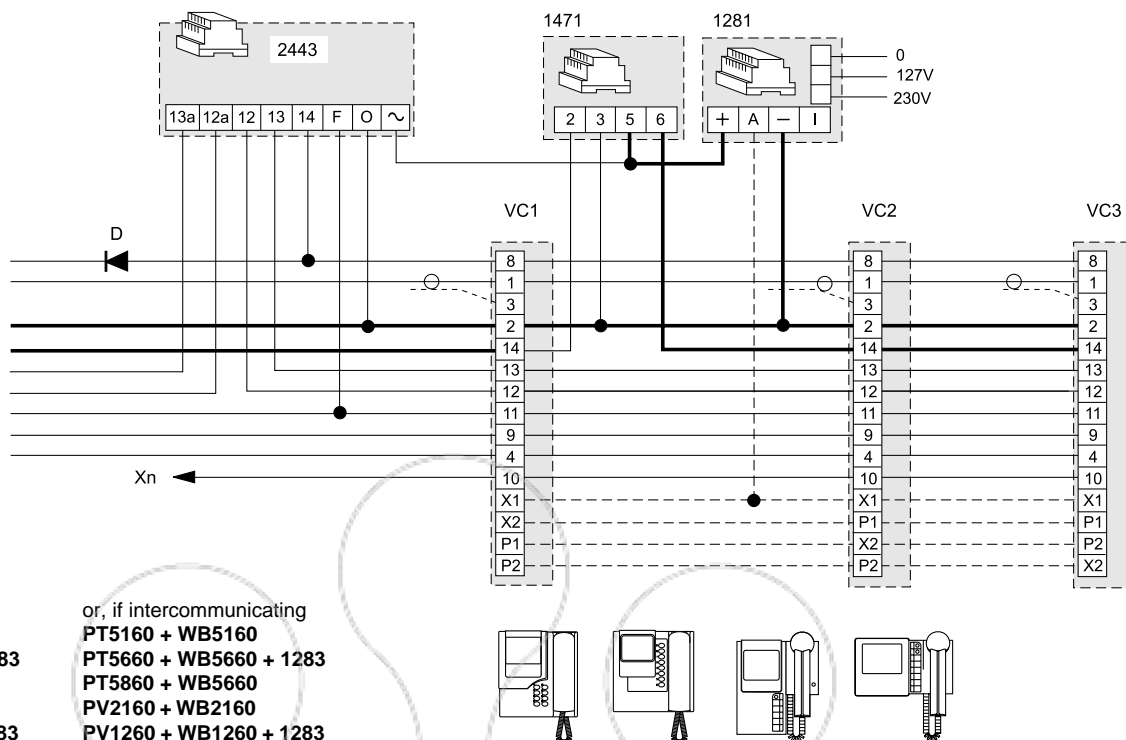 1471 1281
2443
0
127V
230V
13a 12a 12 13 14 F O ~
2 3 5 6
+ A – I
VC1 VC2 VC3
D
8 8 8
1 1 1
3 3 3
2 2 2
14 14 14
13 13 13
12 12 12
11 11 11
9 9 9
4 4 4
Xn 10 10 10
X1 X1 X1
X2 P1 P1
P1 X2 P2
P2 P2 X2
or, if intercommunicating
PT5160 + WB5160
83 PT5660 + WB5660 + 1283
PT5860 + WB5660
PV2160 + WB2160
83 PV1260 + WB1260 + 1283